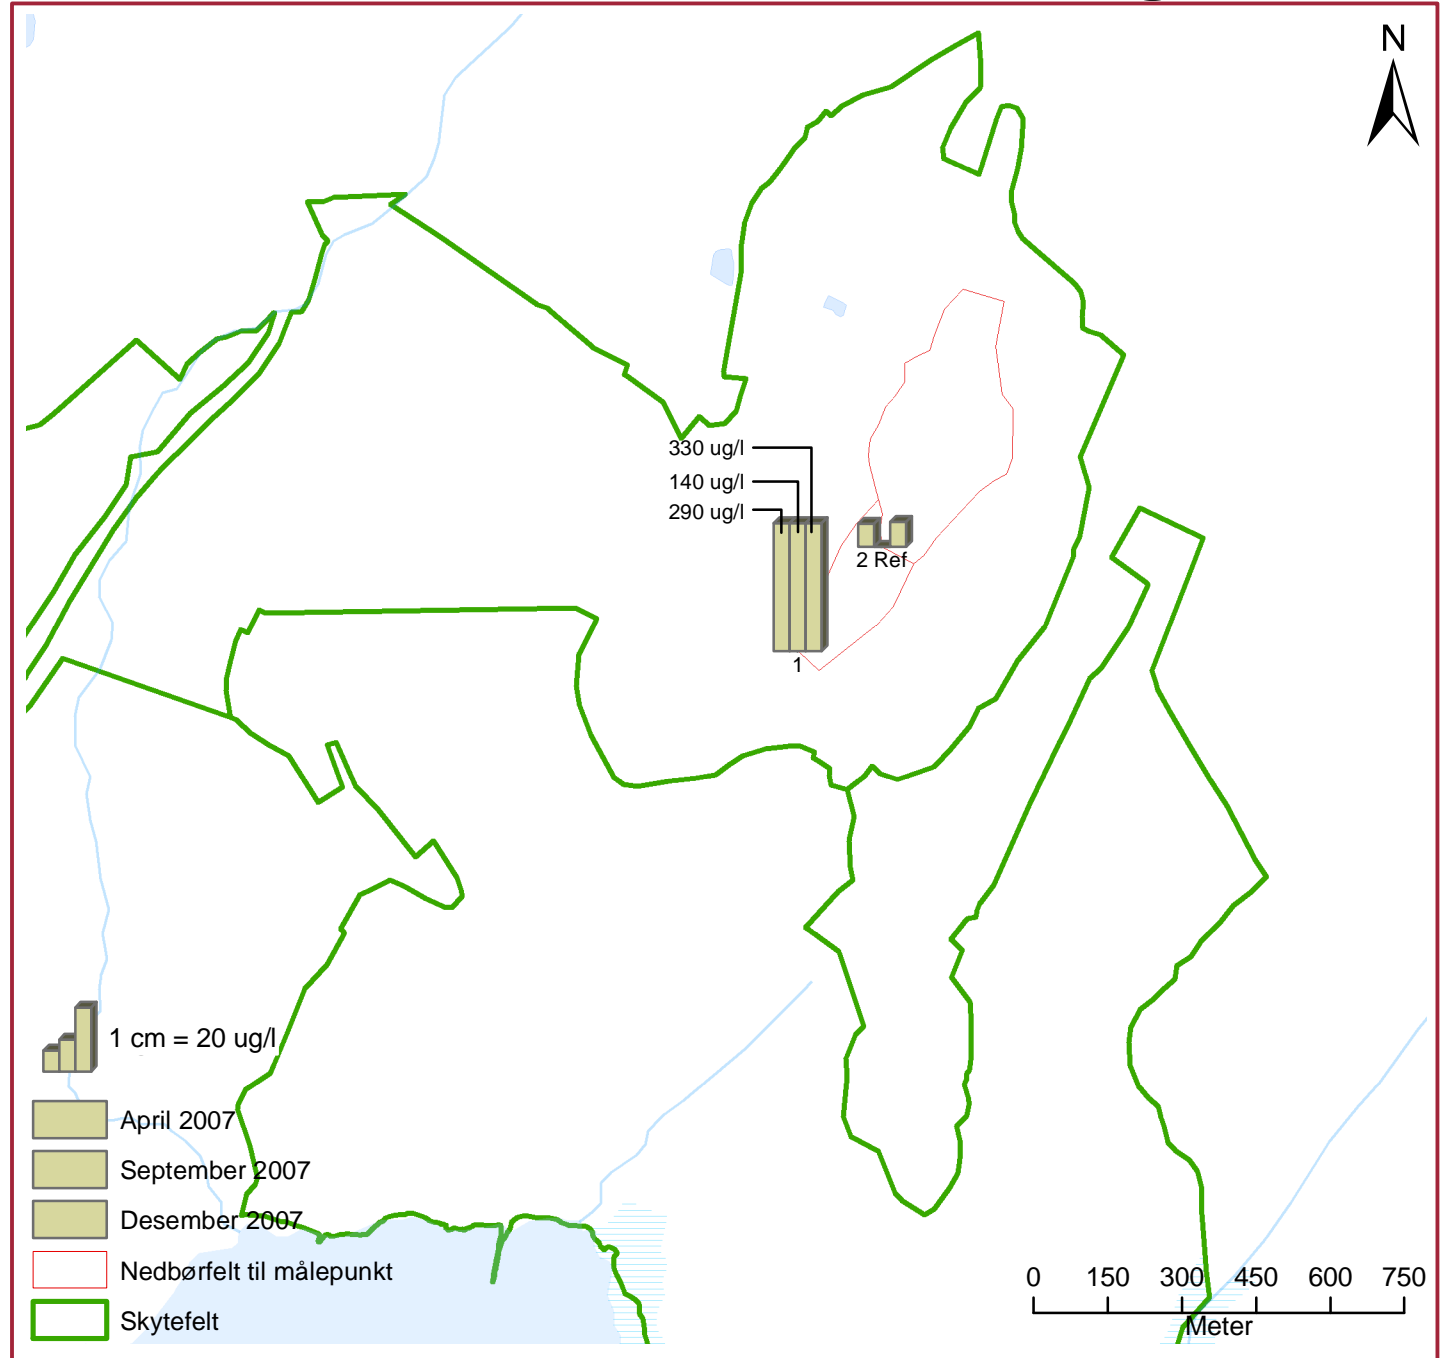 N
330 ug/l
140 ug/l
290 ug/l
2 Ref
1
1 cm = 20 ug/l
April 2007
September 2007
Desember 2007
Nedbørfelt til målepunkt
Skytefelt
0 150 300 450 600 750
Meter